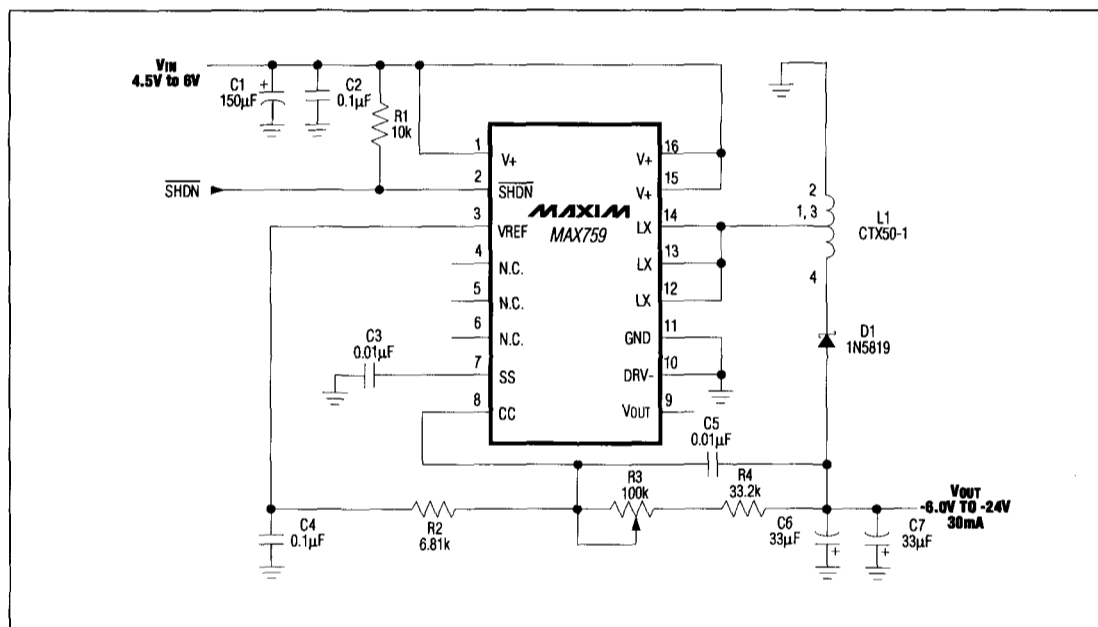 VIN
4.5V to 6V
C1
150µF
+
C2
0.1µF
R1
10k
SHDN
1
V+
2
SHDN
3
VREF
4
N.C.
5
N.C.
6
N.C.
7
SS
8
CC
MAXIM
MAX759
16
V+
15
V+
14
LX
13
LX
12
LX
11
GND
10
DRV-
9
VOUT
2
1, 3
4
L1
CTX50-1
D1
1N5819
C3
0.01µF
C5
0.01µF
R3
100k
R4
33.2k
R2
6.81k
C4
0.1µF
C6
33µF
+
C7
33µF
+
VOUT
-6.0V TO -24V
30mA